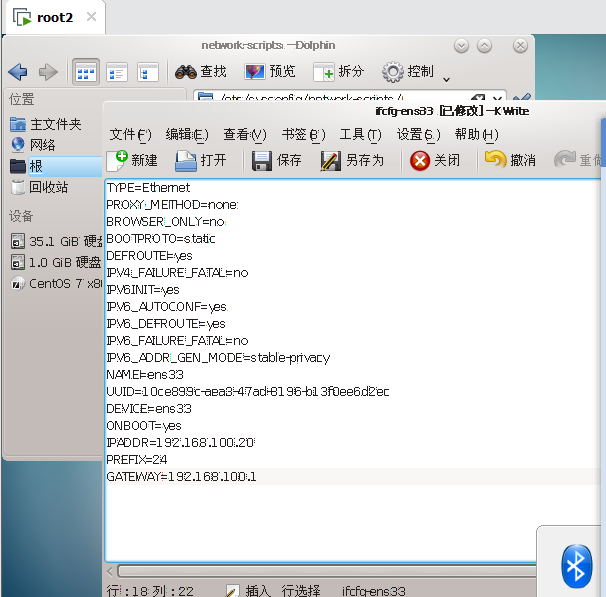 root2
network-scripts — Dolphin
查找 预览 拆分 控制
位置
/etc/sysconfig/network-scripts/
主文件夹
网络
根
回收站
设备
35.1 GiB 硬盘
1.0 GiB 硬盘
CentOS 7 x8
ifcfg-ens33 [已修改] — KWrite
文件(F) 编辑(E) 查看(V) 书签(B) 工具(T) 设置(S) 帮助(H)
新建 打开 保存 另存为 关闭 撤消 重做
TYPE=Ethernet
PROXY_METHOD=none
BROWSER_ONLY=no
BOOTPROTO=static
DEFROUTE=yes
IPV4_FAILURE_FATAL=no
IPV6INIT=yes
IPV6_AUTOCONF=yes
IPV6_DEFROUTE=yes
IPV6_FAILURE_FATAL=no
IPV6_ADDR_GEN_MODE=stable-privacy
NAME=ens33
UUID=10ce899c-aea3-47ad-8196-b13f0ee6d2ec
DEVICE=ens33
ONBOOT=yes
IPADDR=192.168.100.20
PREFIX=24
GATEWAY=192.168.100.1
行:18 列:22 插入 行选择 ifcfg-ens33